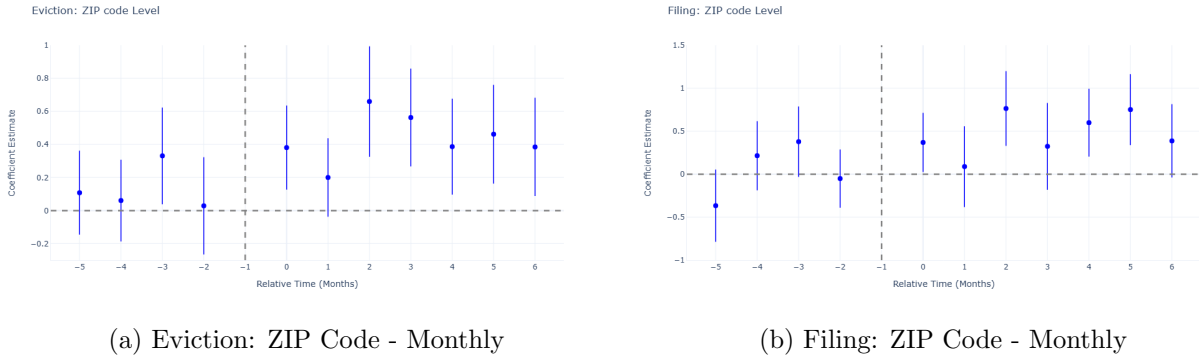 Eviction: ZIP code Level
1
0.8
0.6
0.4
0.2
0
−0.2
Coefficient Estimate
−5 −4 −3 −2 −1 0 1 2 3 4 5 6
Relative Time (Months)
(a) Eviction: ZIP Code - Monthly
Filing: ZIP code Level
1.5
1
0.5
0
−0.5
−1
Coefficient Estimate
−5 −4 −3 −2 −1 0 1 2 3 4 5 6
Relative Time (Months)
(b) Filing: ZIP Code - Monthly